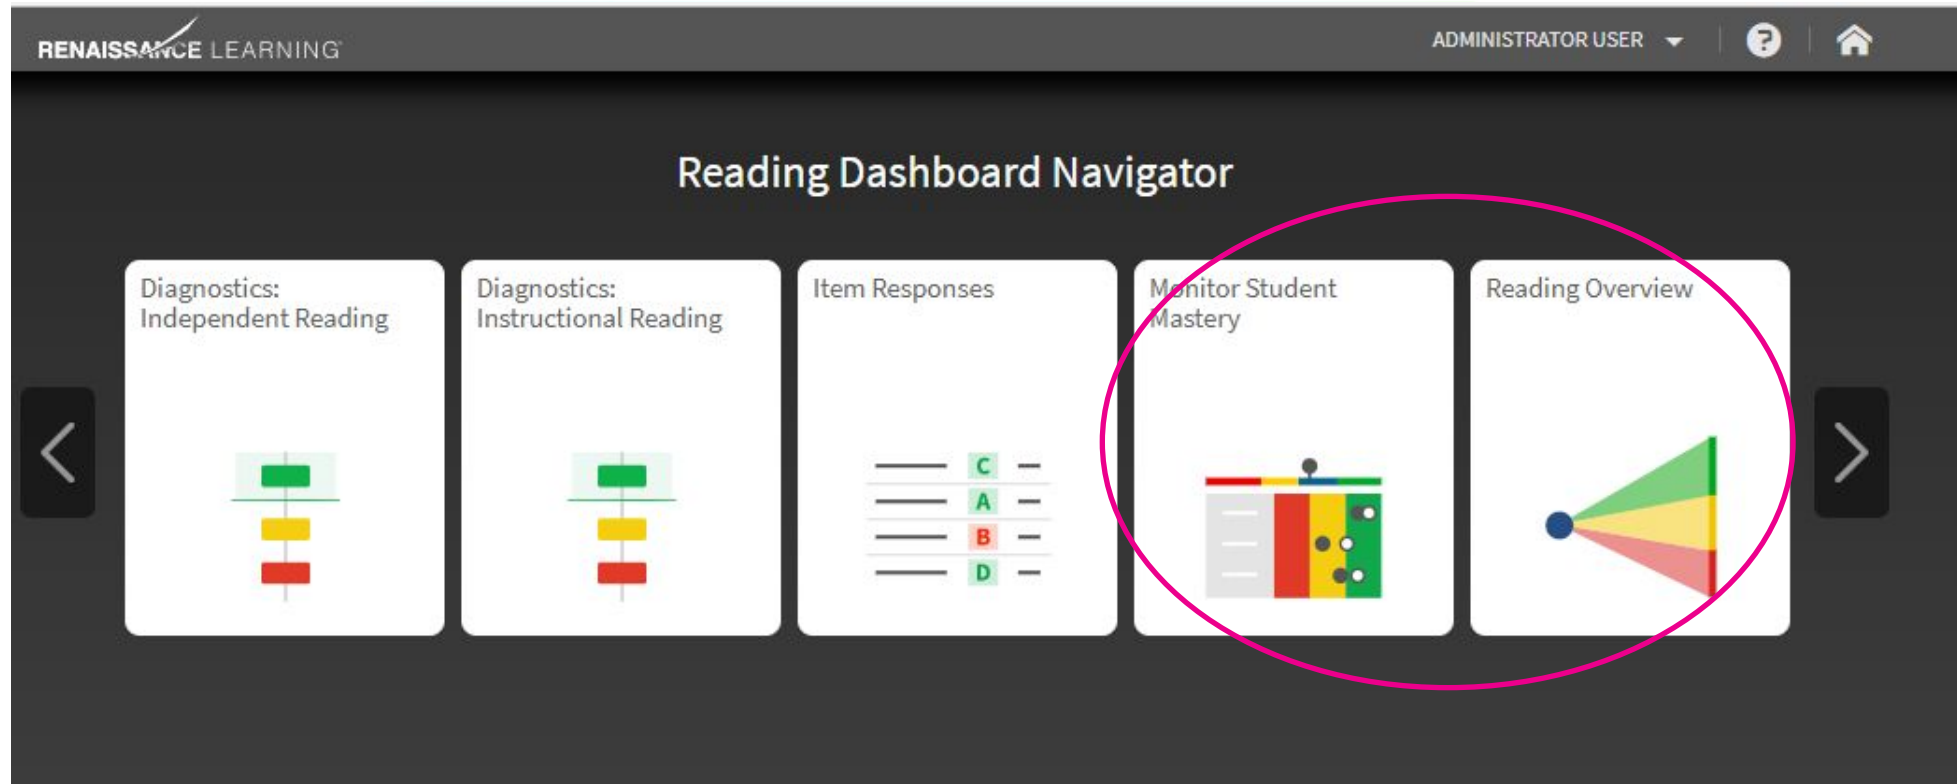 RENAISSANCE LEARNING
ADMINISTRATOR USER
?
Reading Dashboard Navigator
Diagnostics:
Independent Reading
Diagnostics:
Instructional Reading
Item Responses
C
A
B
D
Monitor Student
Mastery
Reading Overview